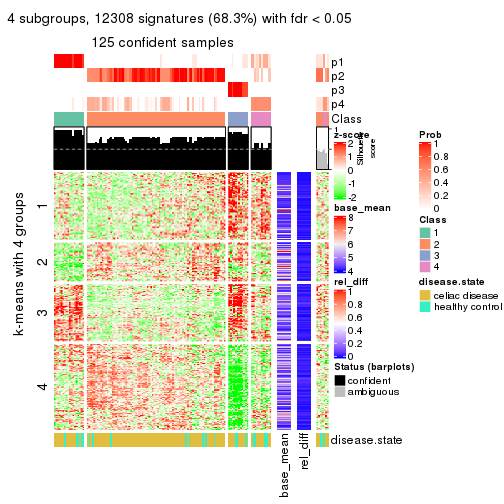 4 subgroups, 12308 signatures (68.3%) with fdr < 0.05
125 confident samples
p1
p2
p3
p4
Class
1
Silhouette
score
k-means with 4 groups
1
2
3
4
disease.state
base_mean
rel_diff
z-score
2
1
0
-1
-2
base_mean
8
7
6
5
4
rel_diff
1
0.8
0.6
0.4
0.2
0
Status (barplots)
confident
ambiguous
Prob
1
0.8
0.6
0.4
0.2
0
Class
1
2
3
4
disease.state
celiac disease
healthy control